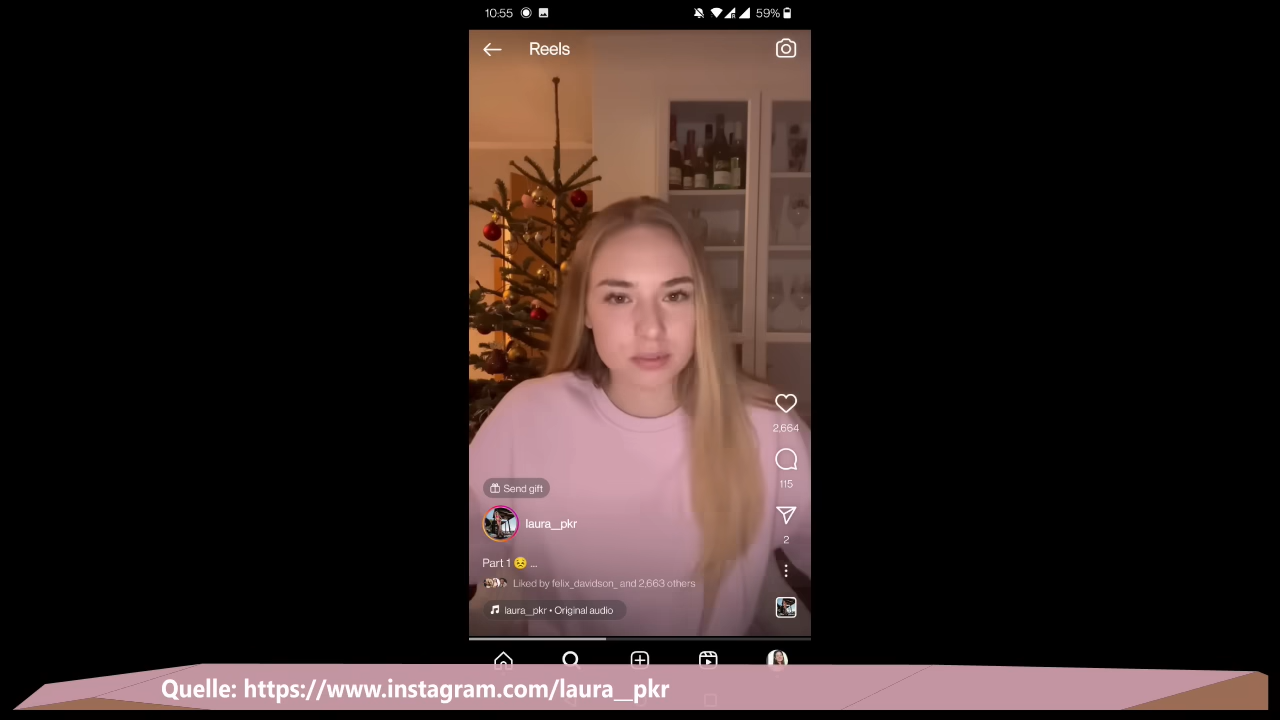 10:55
59%
Reels
2,664
115
Send gift
laura__pkr
2
Part 1 😣 ...
Liked by felix_davidson_ and 2,663 others
laura__pkr • Original audio
Quelle: https://www.instagram.com/laura__pkr